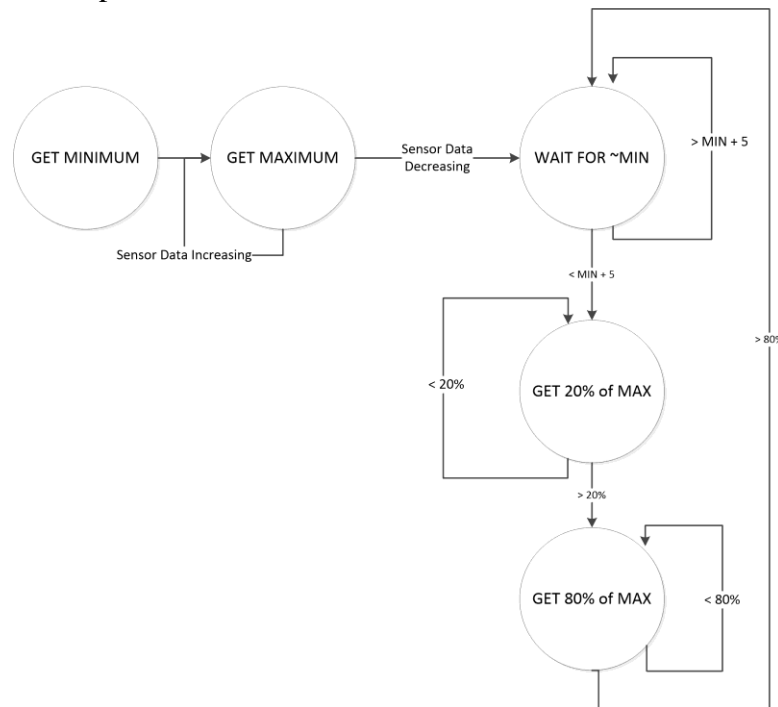 GET MINIMUM
GET MAXIMUM
Sensor Data
Decreasing
WAIT FOR ~MIN
> MIN + 5
Sensor Data Increasing
< MIN + 5
> 80%
< 20%
GET 20% of MAX
> 20%
GET 80% of MAX
< 80%